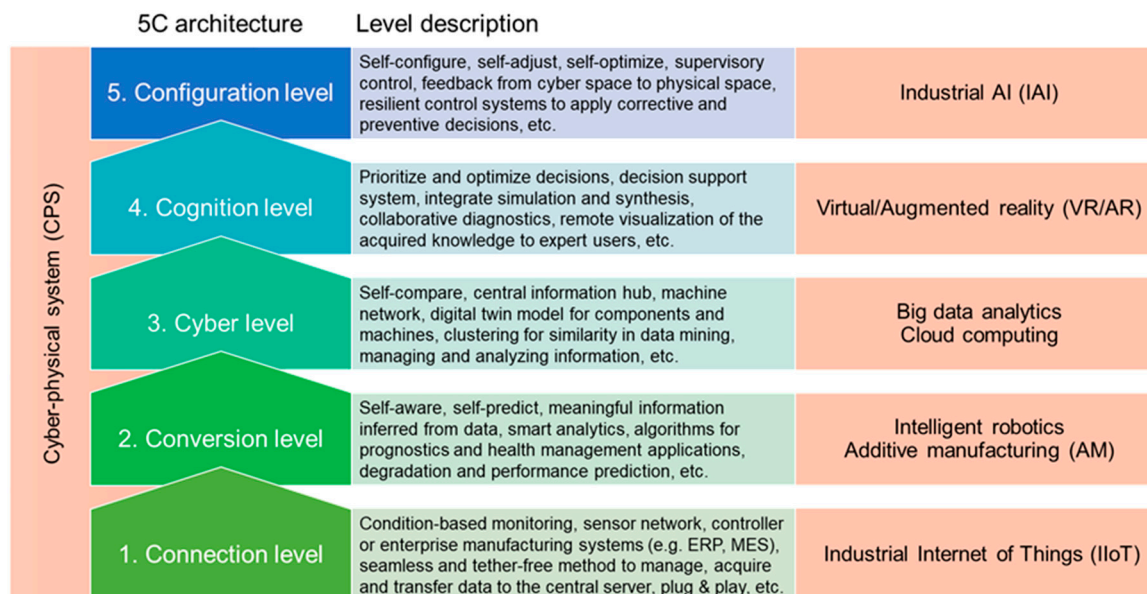 5C architecture
Level description
Cyber-physical system (CPS)
5. Configuration level
Self-configure, self-adjust, self-optimize, supervisory
control, feedback from cyber space to physical space,
resilient control systems to apply corrective and
preventive decisions, etc.
Industrial AI (IAI)
4. Cognition level
Prioritize and optimize decisions, decision support
system, integrate simulation and synthesis,
collaborative diagnostics, remote visualization of the
acquired knowledge to expert users, etc.
Virtual/Augmented reality (VR/AR)
3. Cyber level
Self-compare, central information hub, machine
network, digital twin model for components and
machines, clustering for similarity in data mining,
managing and analyzing information, etc.
Big data analytics
Cloud computing
2. Conversion level
Self-aware, self-predict, meaningful information
inferred from data, smart analytics, algorithms for
prognostics and health management applications,
degradation and performance prediction, etc.
Intelligent robotics
Additive manufacturing (AM)
1. Connection level
Condition-based monitoring, sensor network, controller
or enterprise manufacturing systems (e.g. ERP, MES),
seamless and tether-free method to manage, acquire
and transfer data to the central server, plug & play, etc.
Industrial Internet of Things (IIoT)